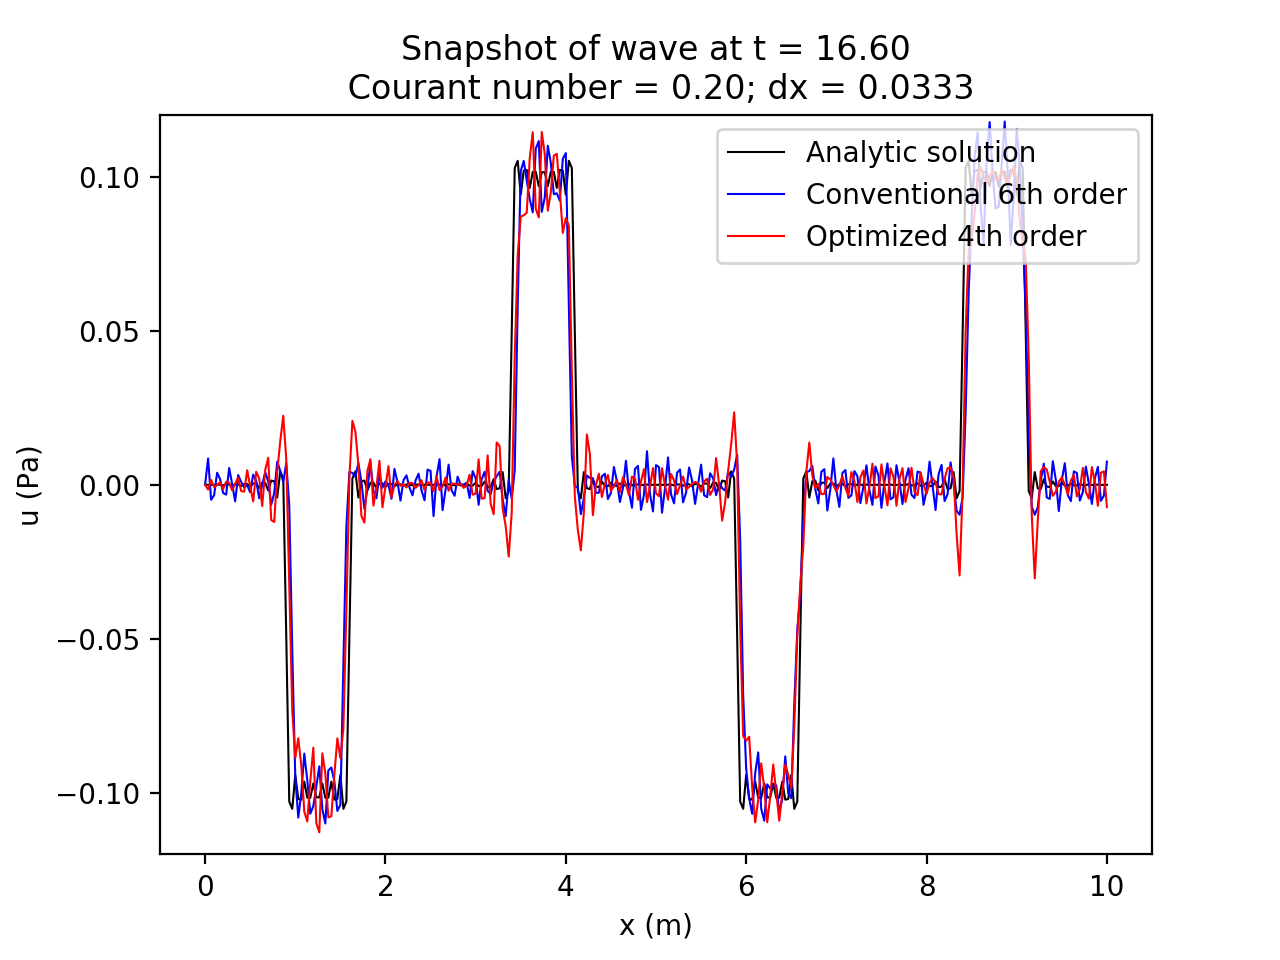 Snapshot of wave at t = 16.60
Courant number = 0.20; dx = 0.0333
Analytic solution
Conventional 6th order
Optimized 4th order
0.10
0.05
0.00
−0.05
−0.10
u (Pa)
0 2 4 6 8 10
x (m)